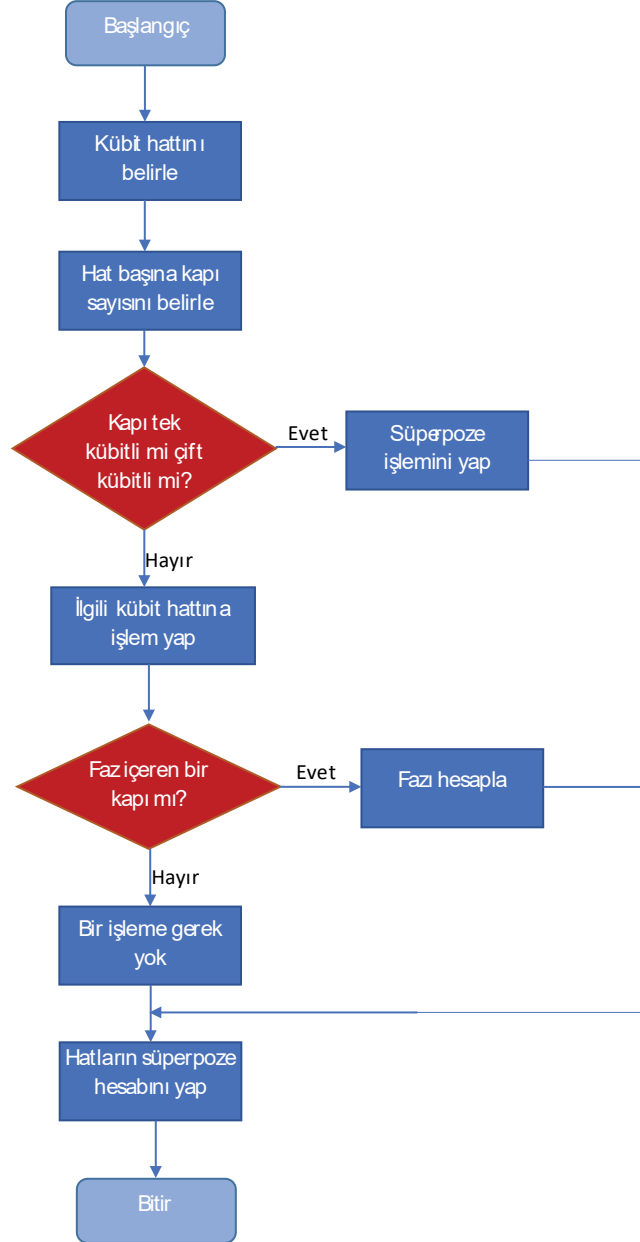 Başlangıç
Kübit hattını
belirle
Hat başına kapı
sayısını belirle
Kapı tek
kübitli mi çift
kübitli mi?
Evet
Süperpoze
işlemini yap
Hayır
İlgili kübit hattına
işlem yap
Faz içeren bir
kapı mı?
Evet
Fazı hesapla
Hayır
Bir işleme gerek
yok
Hatların süperpoze
hesabını yap
Bitir